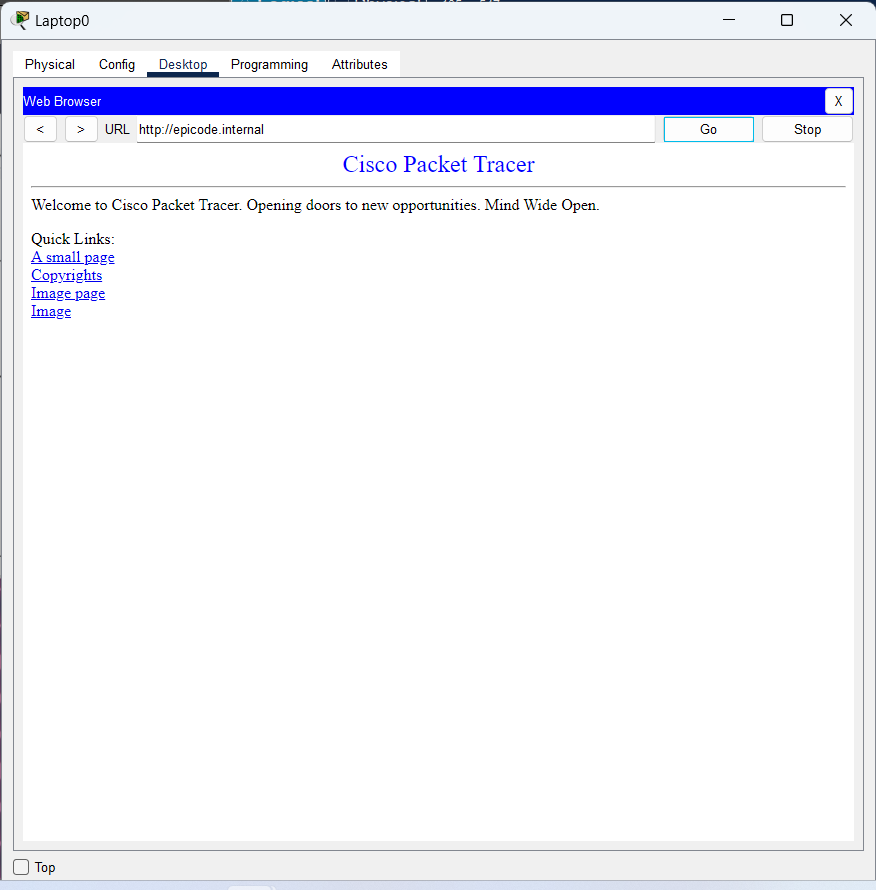 Laptop0
Physical Config Desktop Programming Attributes
Web Browser X
< > URL http://epicode.internal Go Stop
Cisco Packet Tracer
Welcome to Cisco Packet Tracer. Opening doors to new opportunities. Mind Wide Open.
Quick Links:
A small page
Copyrights
Image page
Image
Top